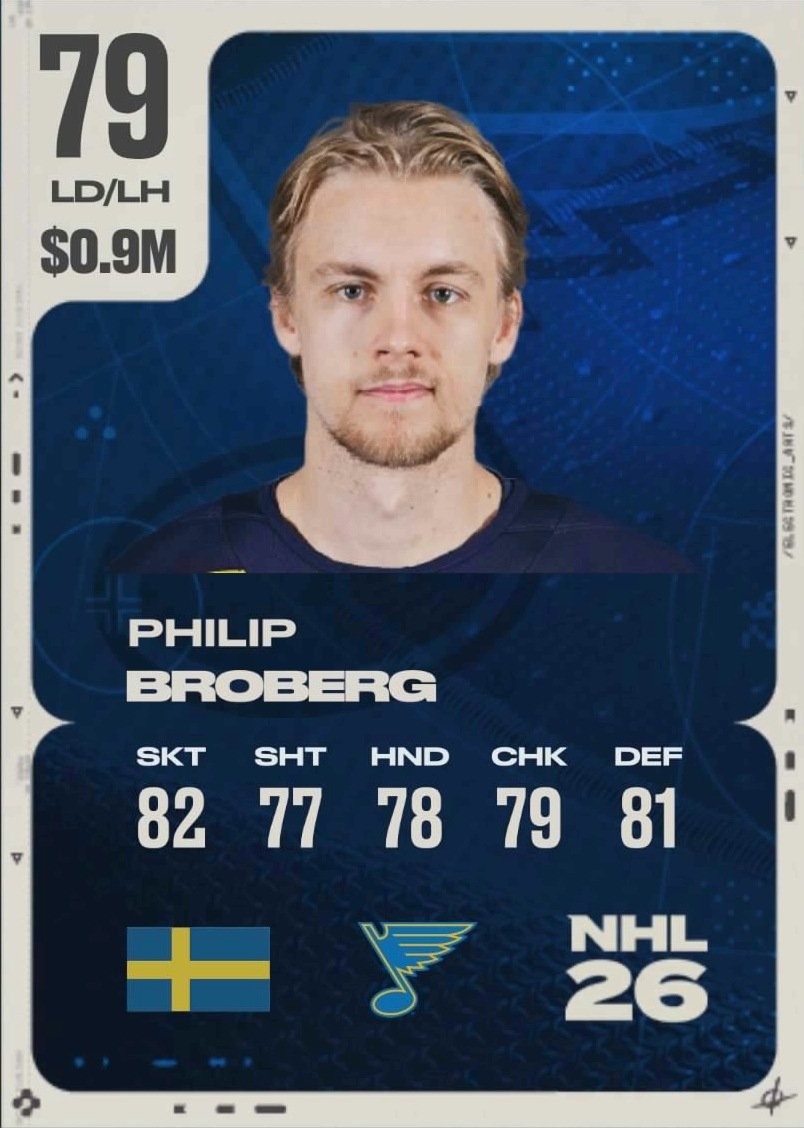 79
LD/LH
$0.9M
/ELECTRONIC_ARTS/
PHILIP
BROBERG
SKT SHT HND CHK DEF
82 77 78 79 81
NHL
26